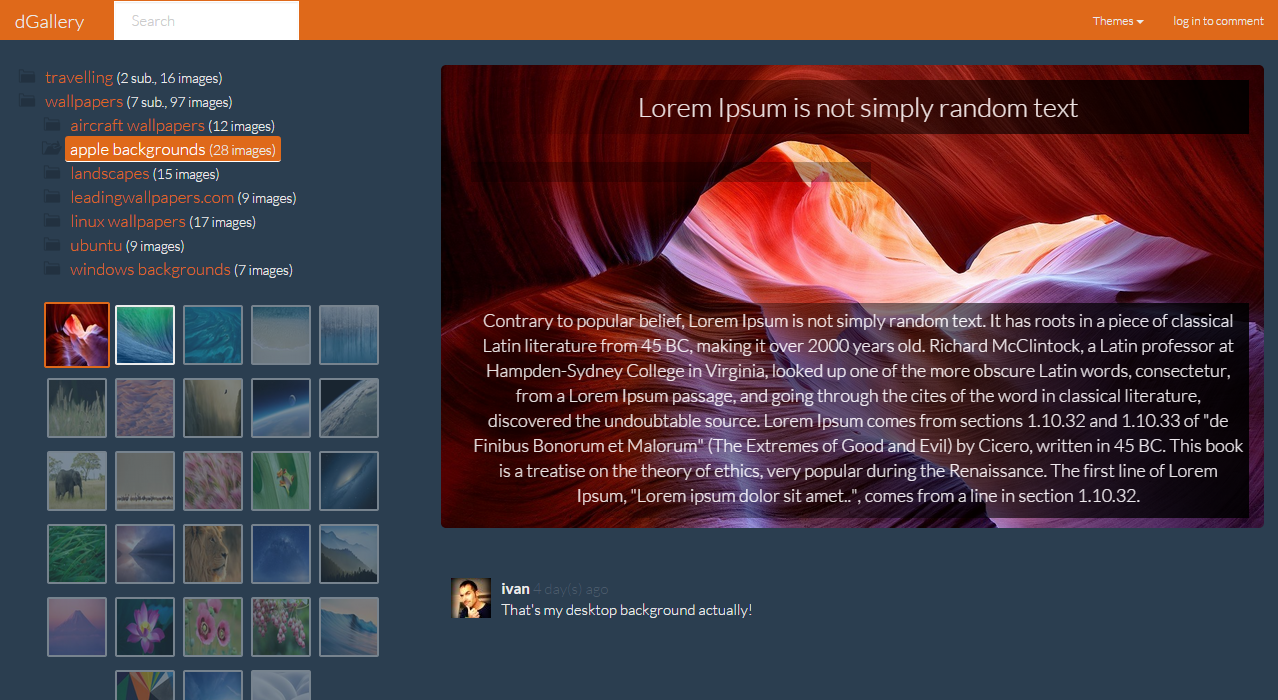 dGallery
Search
Themes
log in to comment
travelling (2 sub., 16 images)
wallpapers (7 sub., 97 images)
aircraft wallpapers (12 images)
apple backgrounds (28 images)
landscapes (15 images)
leadingwallpapers.com (9 images)
linux wallpapers (17 images)
ubuntu (9 images)
windows backgrounds (7 images)
Lorem Ipsum is not simply random text
Contrary to popular belief, Lorem Ipsum is not simply random text. It has roots in a piece of classical
Latin literature from 45 BC, making it over 2000 years old. Richard McClintock, a Latin professor at
Hampden-Sydney College in Virginia, looked up one of the more obscure Latin words, consectetur,
from a Lorem Ipsum passage, and going through the cites of the word in classical literature,
discovered the undoubtable source. Lorem Ipsum comes from sections 1.10.32 and 1.10.33 of "de
Finibus Bonorum et Malorum" (The Extremes of Good and Evil) by Cicero, written in 45 BC. This book
is a treatise on the theory of ethics, very popular during the Renaissance. The first line of Lorem
Ipsum, "Lorem ipsum dolor sit amet..", comes from a line in section 1.10.32.
ivan 4 day(s) ago
That's my desktop background actually!